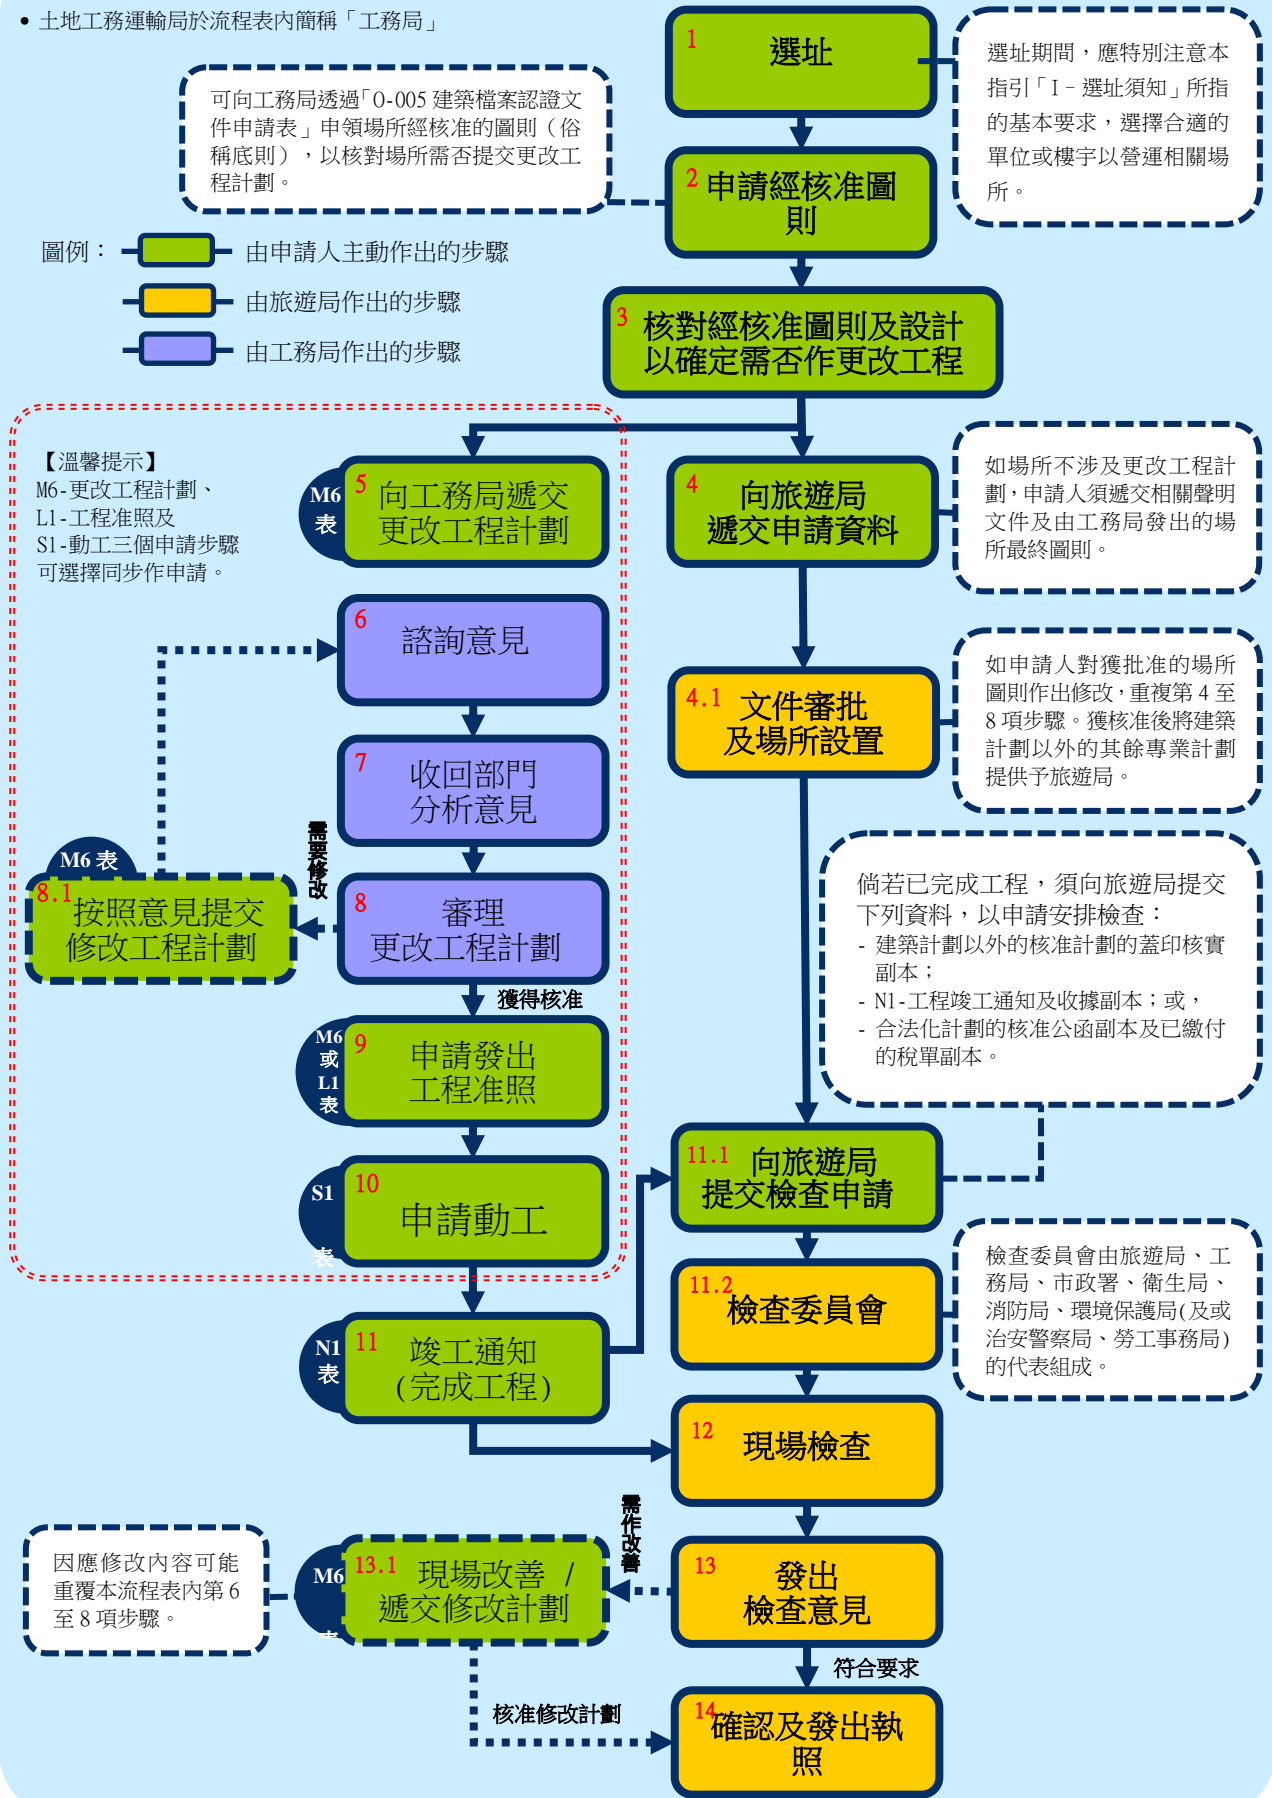 • 土地工務運輸局於流程表內簡稱「工務局」
1
選址
選址期間，應特別注意本
指引「I－選址須知」所指
的基本要求，選擇合適的
單位或樓宇以營運相關場
所。
可向工務局透過「O-005 建築檔案認證文
件申請表」申領場所經核准的圖則（俗
稱底則），以核對場所需否提交更改工
程計劃。
2
申請經核准圖
則
圖例：
由申請人主動作出的步驟
由旅遊局作出的步驟
由工務局作出的步驟
3
核對經核准圖則及設計
以確定需否作更改工程
【溫馨提示】
M6-更改工程計劃、
L1-工程准照及
S1-動工三個申請步驟
可選擇同步作申請。
M6
表
5
向工務局遞交
更改工程計劃
4
向旅遊局
遞交申請資料
如場所不涉及更改工程計
劃，申請人須遞交相關聲明
文件及由工務局發出的場
所最終圖則。
6
諮詢意見
4.1
文件審批
及場所設置
如申請人對獲批准的場所
圖則作出修改，重複第 4 至
8 項步驟。獲核准後將建築
計劃以外的其餘專業計劃
提供予旅遊局。
7
收回部門
分析意見
需要修改
M6 表
8.1
按照意見提交
修改工程計劃
8
審理
更改工程計劃
獲得核准
倘若已完成工程，須向旅遊局提交
下列資料，以申請安排檢查：
- 建築計劃以外的核准計劃的蓋印核實
副本；
- N1-工程竣工通知及收據副本；或，
- 合法化計劃的核准公函副本及已繳付
的稅單副本。
M6
或
L1
表
9
申請發出
工程准照
11.1
向旅遊局
提交檢查申請
S1
表
10
申請動工
11.2
檢查委員會
檢查委員會由旅遊局、工
務局、市政署、衛生局、
消防局、環境保護局(及或
治安警察局、勞工事務局)
的代表組成。
N1
表
11
竣工通知
(完成工程)
12
現場檢查
需作改善
因應修改內容可能
重覆本流程表內第 6
至 8 項步驟。
M6
表
13.1
現場改善 /
遞交修改計劃
13
發出
檢查意見
符合要求
核准修改計劃
14
確認及發出執
照